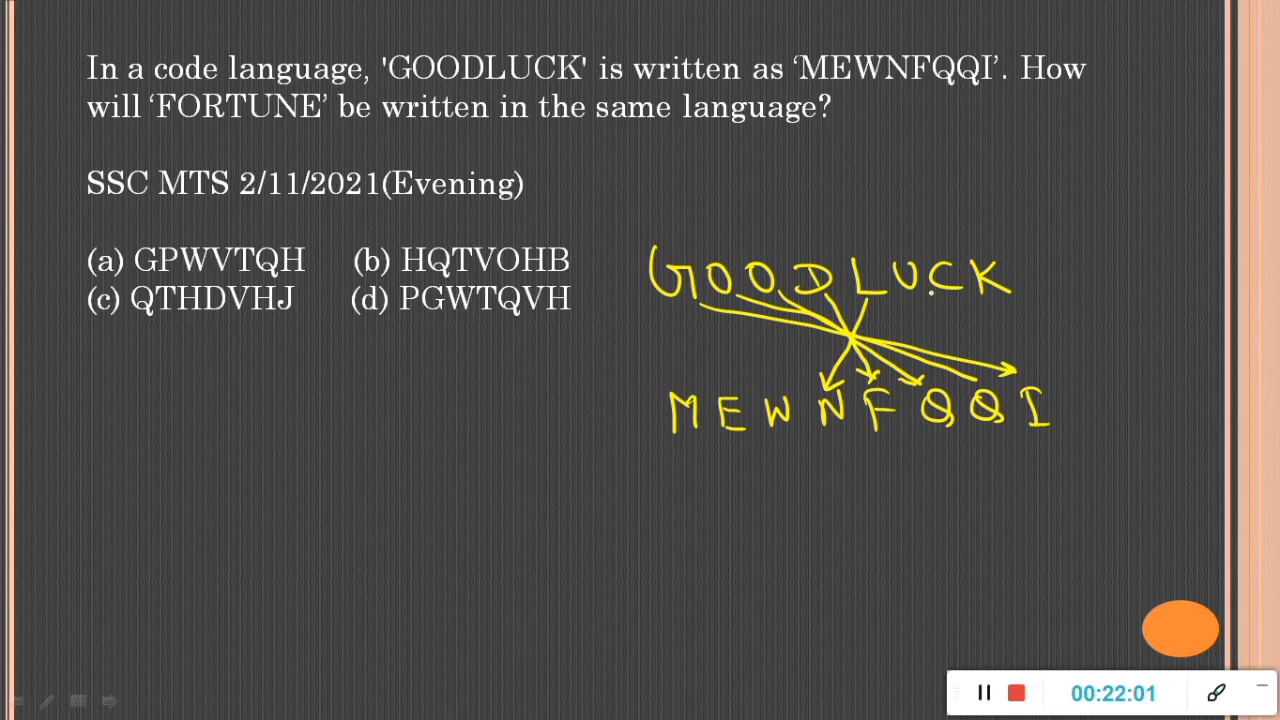 In a code language, 'GOODLUCK' is written as ‘MEWNFQQI’. How
will ‘FORTUNE’ be written in the same language?
SSC MTS 2/11/2021(Evening)
(a) GPWVTQH (b) HQTVOHB
(c) QTHDVHJ (d) PGWTQVH
GOODLUCK
MEWNFQQI
00:22:01